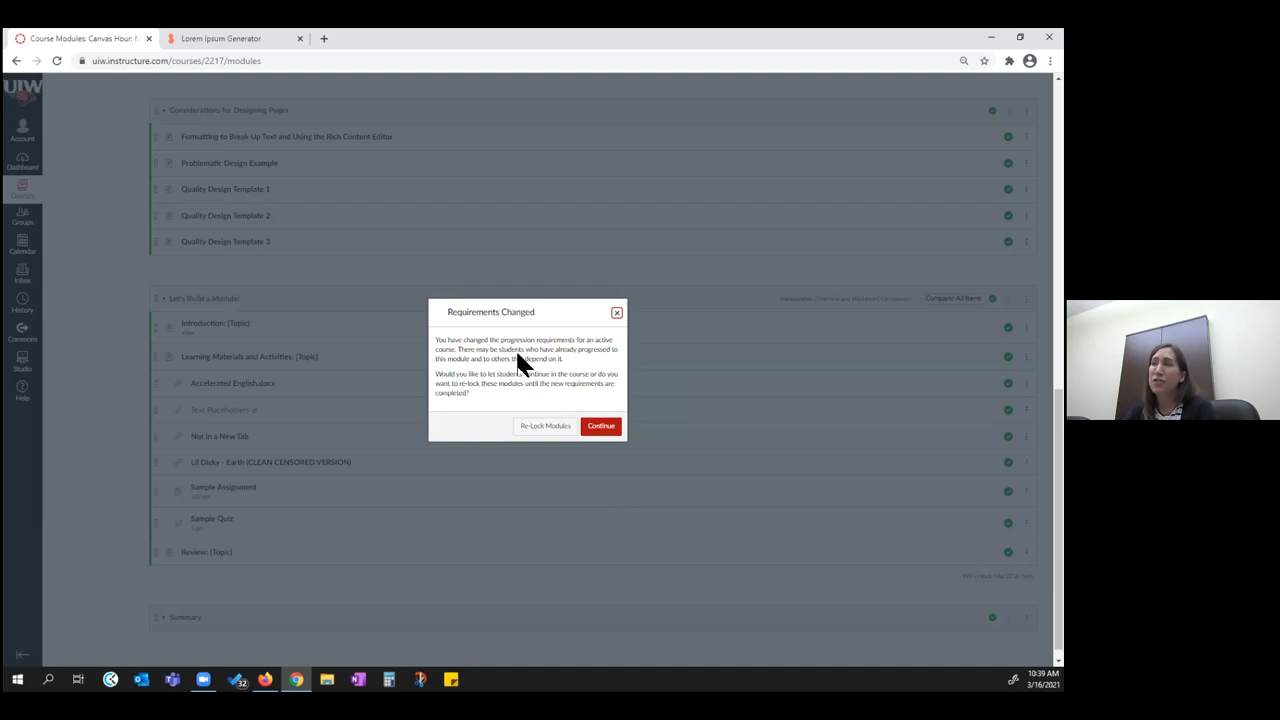 Course Modules: Canvas Hour: M
Lorem Ipsum Generator
uiw.instructure.com/courses/2217/modules
UIW
Account
Dashboard
Courses
Groups
Calendar
Inbox
History
Commons
Studio
Help
Considerations for Designing Pages
Formatting to Break Up Text and Using the Rich Content Editor
Problematic Design Example
Quality Design Template 1
Quality Design Template 2
Quality Design Template 3
Let's Build a Module!
Complete All Items
Introduction: [Topic]
View
Learning Materials and Activities: [Topic]
Accelerated English.docx
Text Placeholders
Not in a New Tab
Lil Dicky - Earth (CLEAN CENSORED VERSION)
Sample Assignment
100 pts
Sample Quiz
Review: [Topic]
Summary
Requirements Changed
You have changed the progression requirements for an active
course. There may be students who have already progressed to
this module and to others depend on it.
Would you like to let students continue in the course or do you
want to re-lock these modules until the new requirements are
completed?
Re-Lock Modules
Continue
32
10:39 AM
3/16/2021